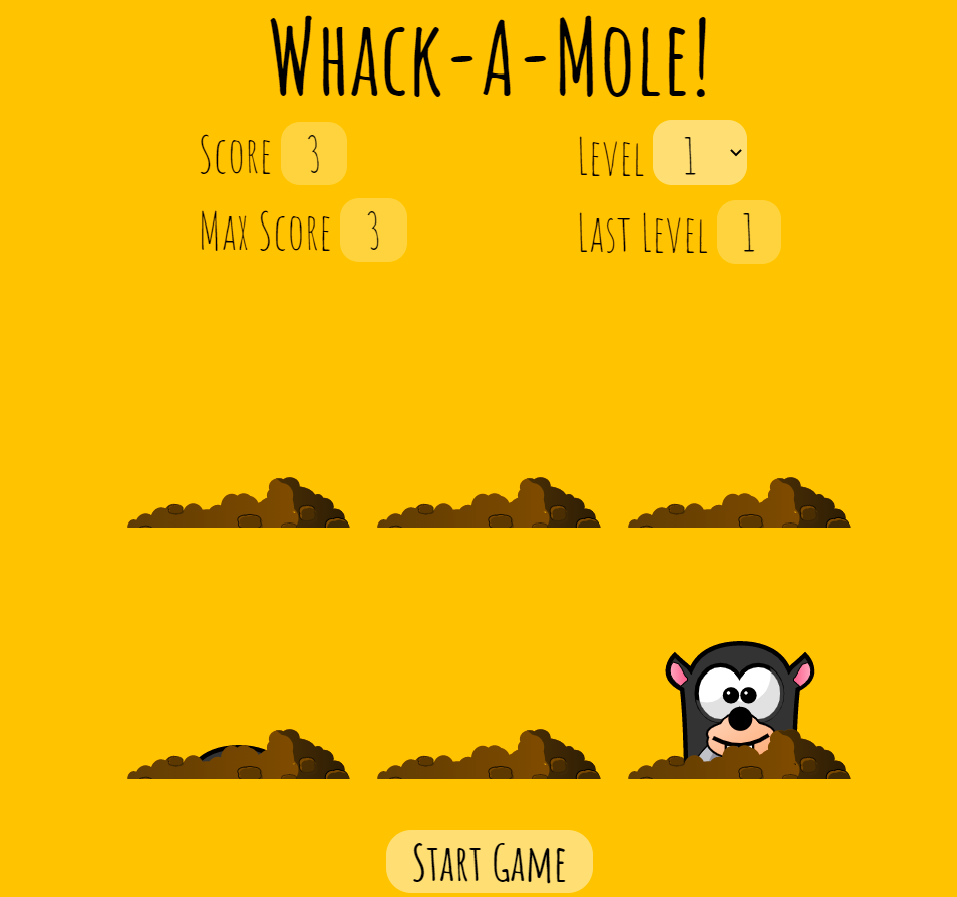 Whack-A-Mole!
Score 3
Level 1
Max Score 3
Last Level 1
Start Game